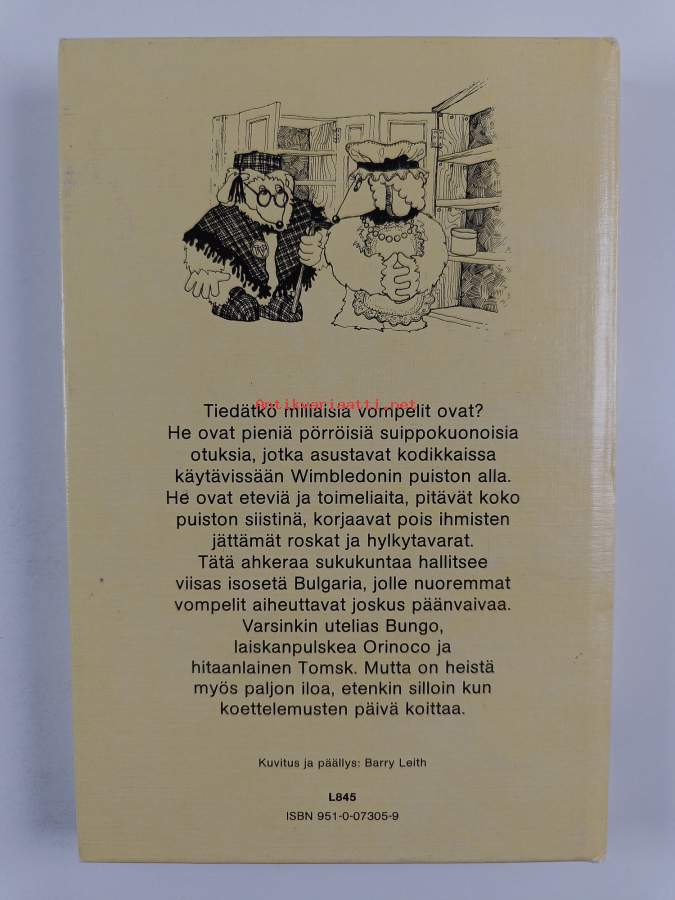 Tiedätkö millaisia vompelit ovat?
Antikvariaatti.net
He ovat pieniä pörröisiä suippokuonoisia
otuksia, jotka asustavat kodikkaissa
käytävissään Wimbledonin puiston alla.
He ovat eteviä ja toimeliaita, pitävät koko
puiston siistinä, korjaavat pois ihmisten
jättämät roskat ja hylkytavarat.
Tätä ahkeraa sukukuntaa hallitsee
viisas isosetä Bulgaria, jolle nuoremmat
vompelit aiheuttavat joskus päänvaivaa.
Varsinkin utelias Bungo,
laiskanpulskea Orinoco ja
hitaanlainen Tomsk. Mutta on heistä
myös paljon iloa, etenkin silloin kun
koettelemusten päivä koittaa.
Kuvitus ja päällys: Barry Leith
L845
ISBN 951-0-07305-9